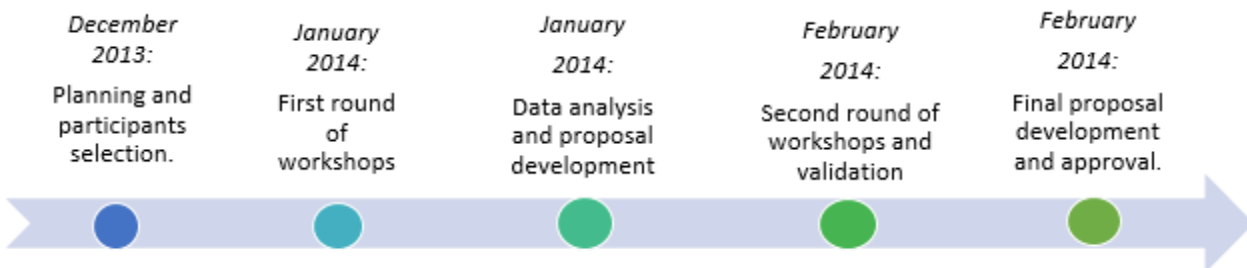 December
2013:
Planning and
participants
selection.
January
2014:
First round
of
workshops
January
2014:
Data analysis
and proposal
development
February
2014:
Second round of
workshops and
validation
February
2014:
Final proposal
development
and approval.